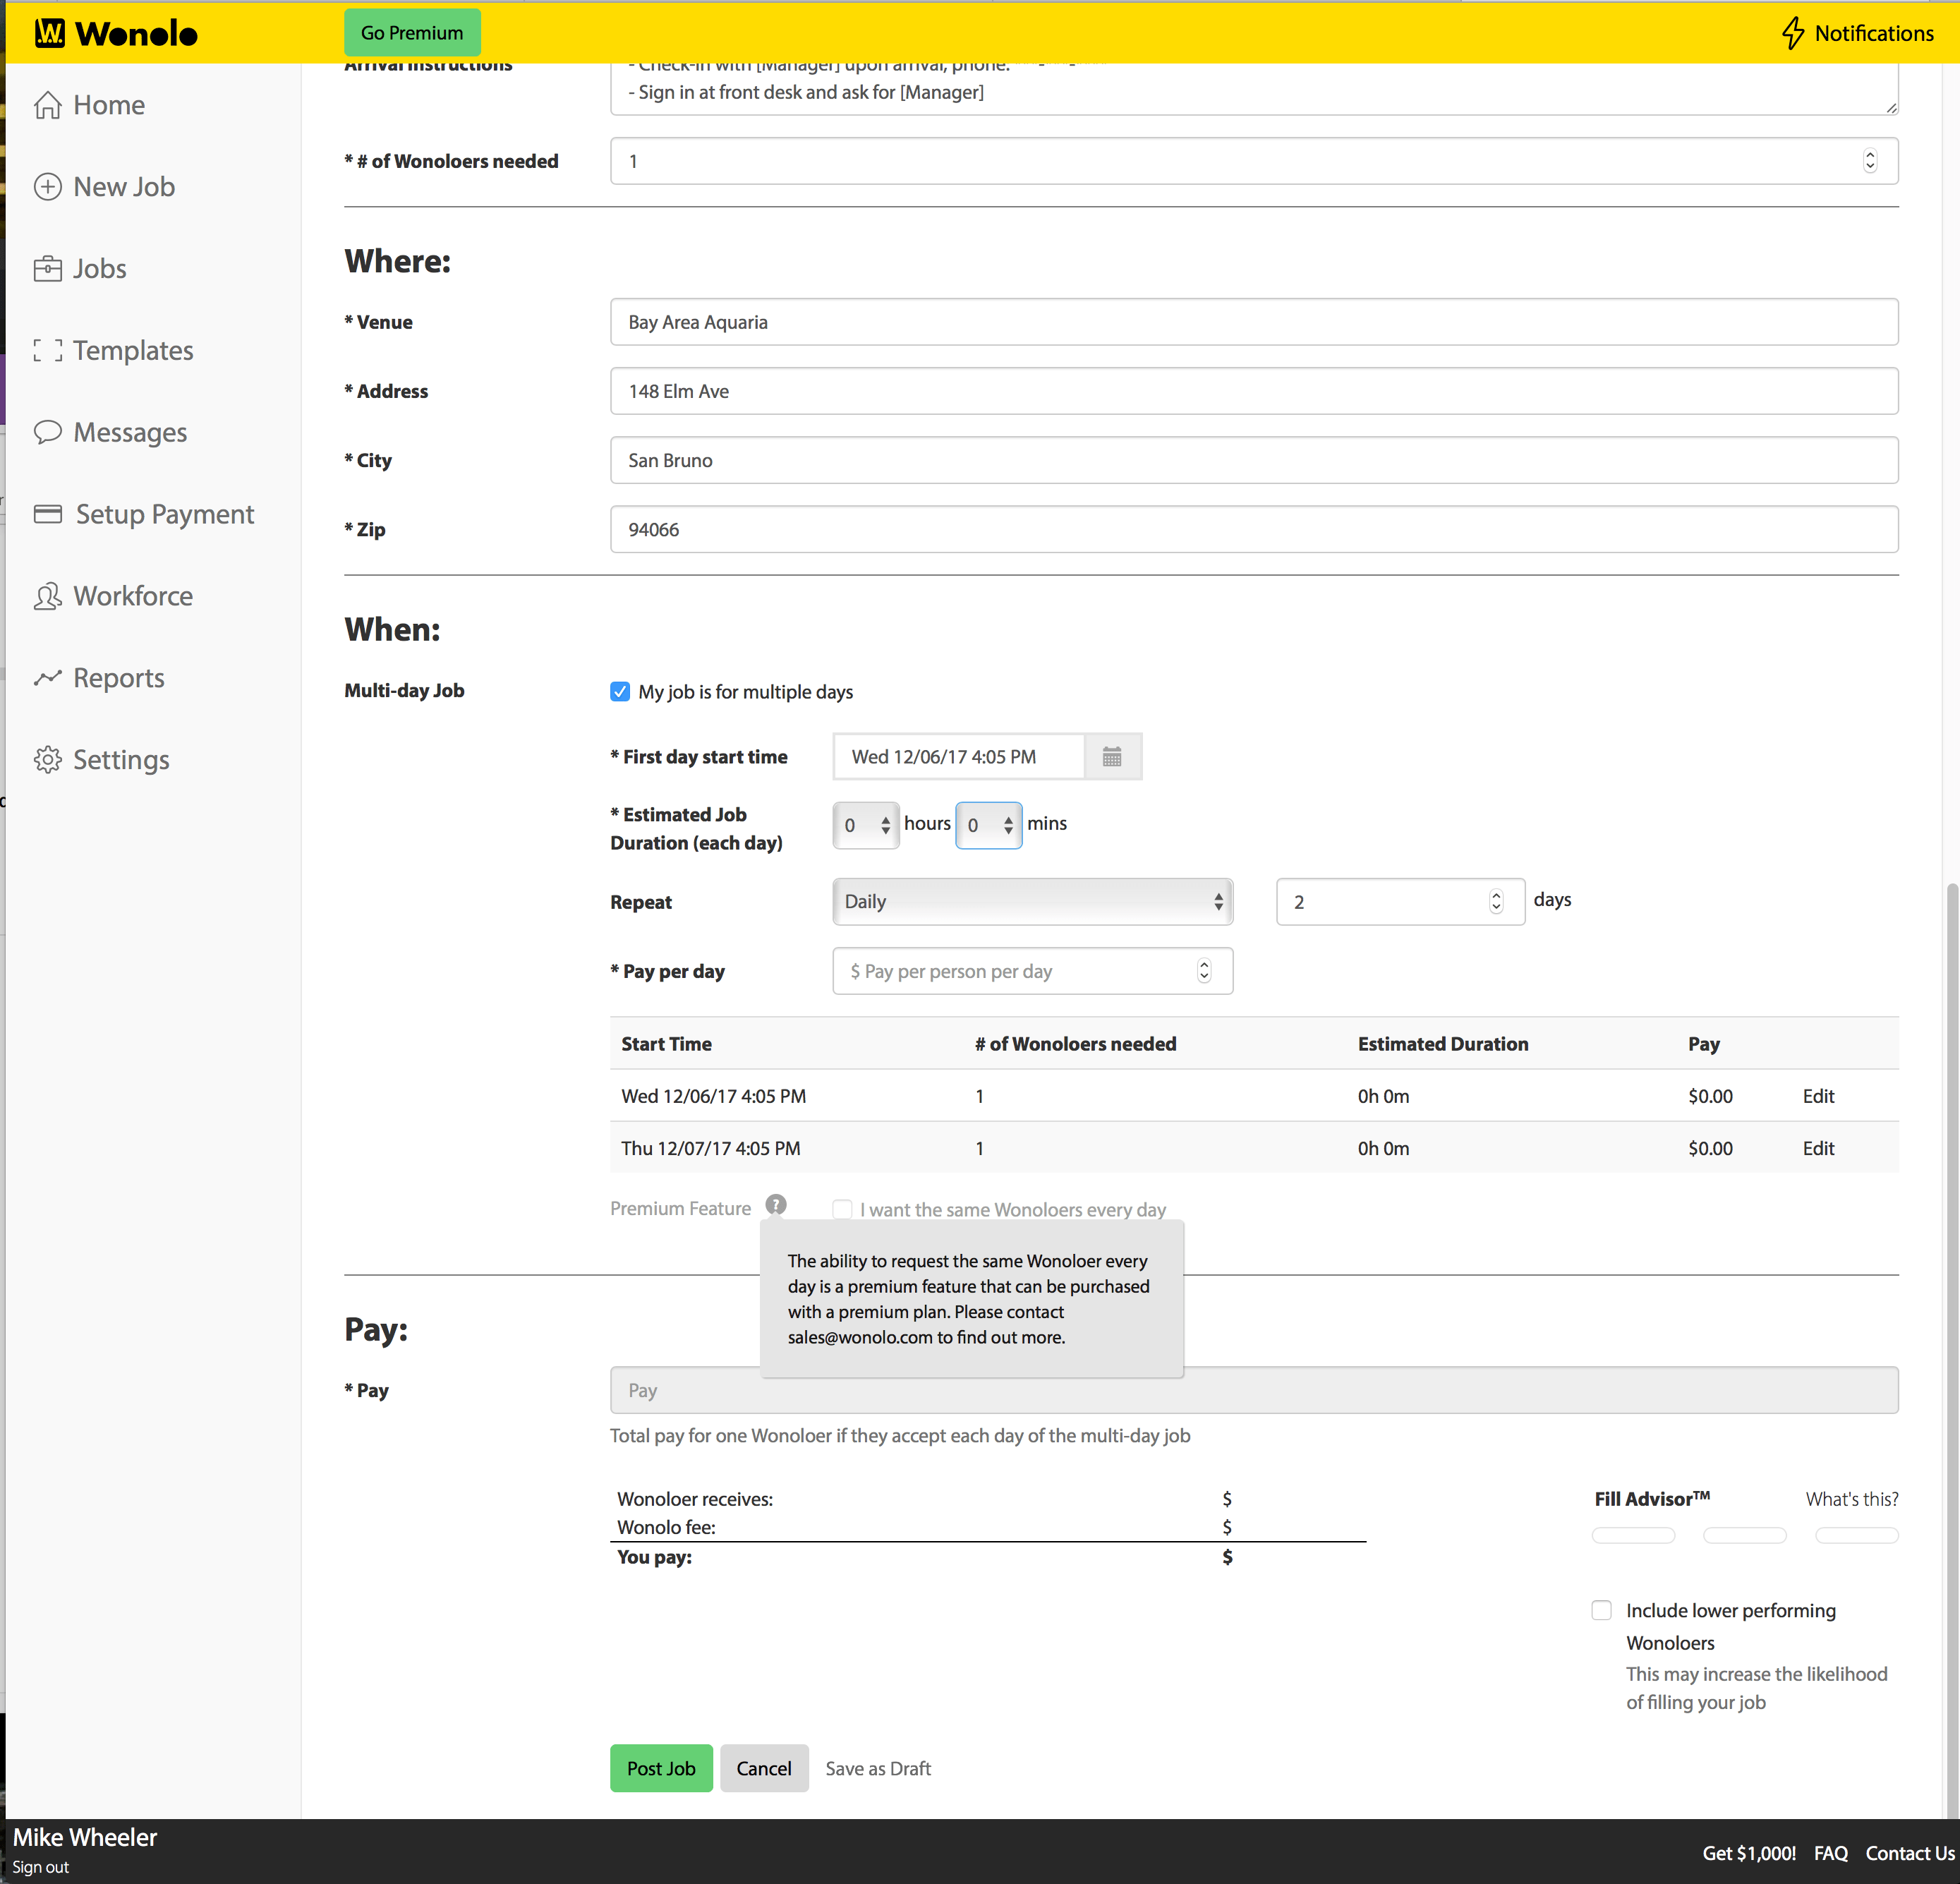 Wonolo
Go Premium
Notifications
Home
New Job
Jobs
Templates
Messages
Setup Payment
Workforce
Reports
Settings
Arrival Instructions
- Check-in with [Manager] upon arrival, phone: ___-___-____
- Sign in at front desk and ask for [Manager]
* # of Wonoloers needed
1
Where:
* Venue
Bay Area Aquaria
* Address
148 Elm Ave
* City
San Bruno
* Zip
94066
When:
Multi-day Job
My job is for multiple days
* First day start time
Wed 12/06/17 4:05 PM
* Estimated Job
Duration (each day)
0 hours 0 mins
Repeat
Daily
2 days
* Pay per day
$ Pay per person per day
Start Time # of Wonoloers needed Estimated Duration Pay
Wed 12/06/17 4:05 PM 1 0h 0m $0.00 Edit
Thu 12/07/17 4:05 PM 1 0h 0m $0.00 Edit
Premium Feature ? I want the same Wonoloers every day
The ability to request the same Wonoloer every
day is a premium feature that can be purchased
with a premium plan. Please contact
sales@wonolo.com to find out more.
Pay:
* Pay
Pay
Total pay for one Wonoloer if they accept each day of the multi-day job
Wonoloer receives: $
Wonolo fee: $
You pay: $
Fill Advisor™ What's this?
Include lower performing
Wonoloers
This may increase the likelihood
of filling your job
Post Job
Cancel
Save as Draft
Mike Wheeler
Sign out
Get $1,000! FAQ Contact Us